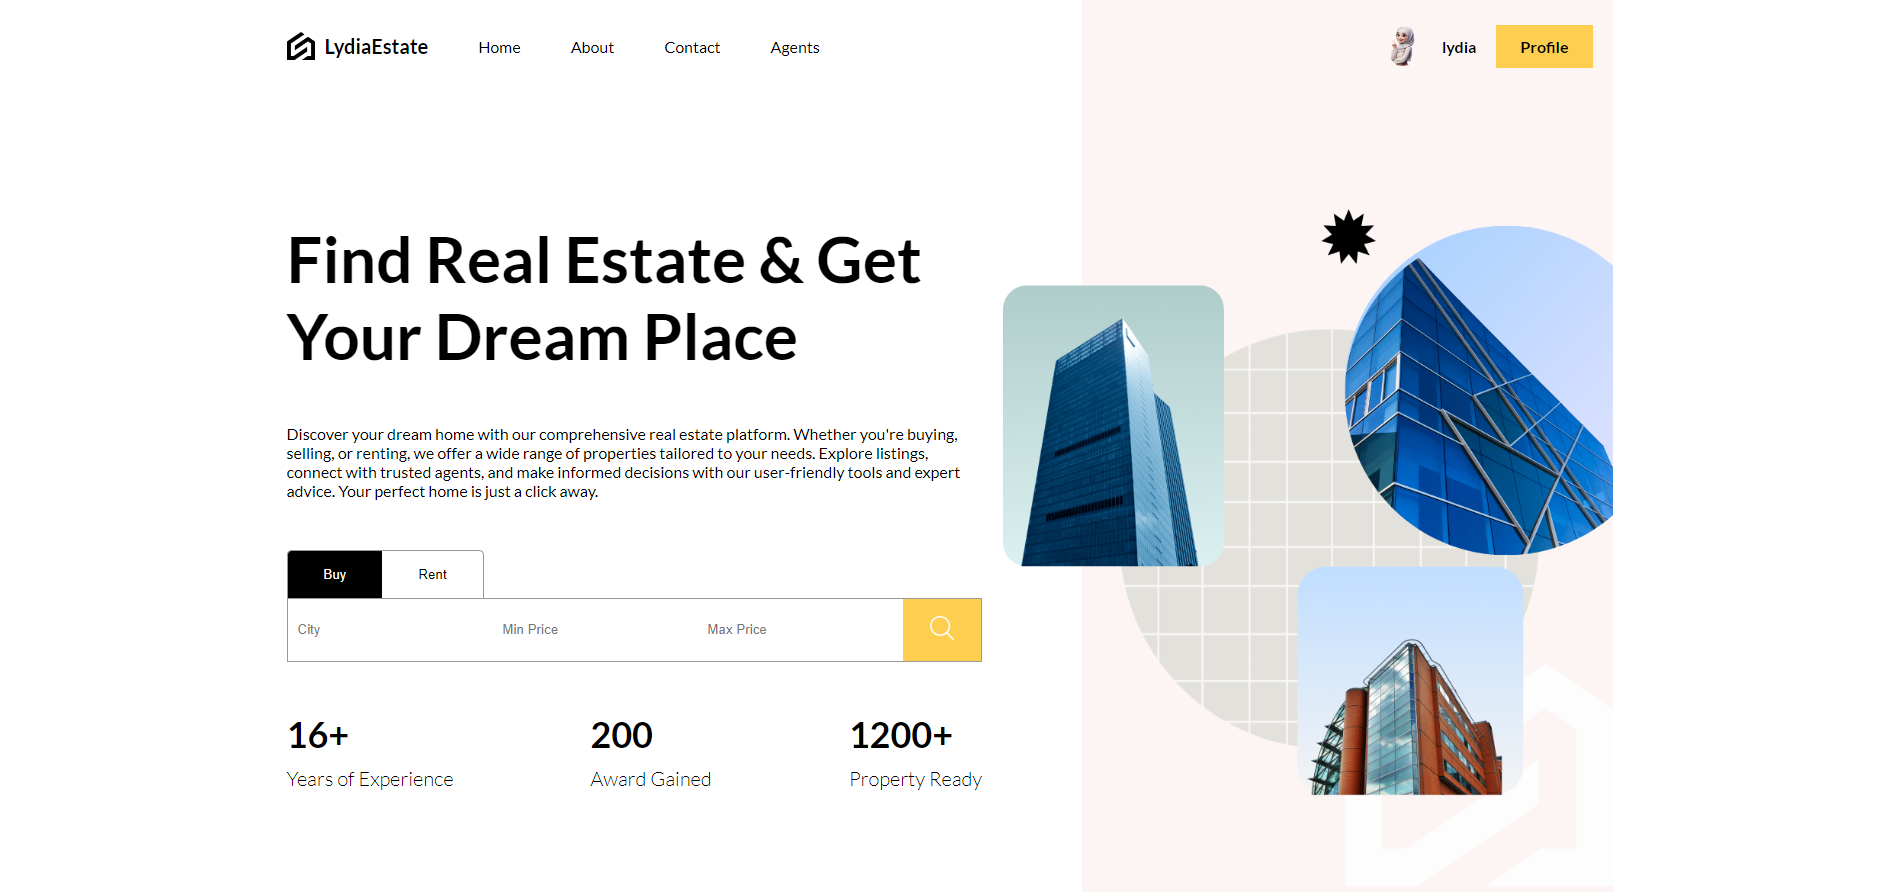 LydiaEstate
Home
About
Contact
Agents
lydia
Profile
Find Real Estate & Get
Your Dream Place
Discover your dream home with our comprehensive real estate platform. Whether you're buying,
selling, or renting, we offer a wide range of properties tailored to your needs. Explore listings,
connect with trusted agents, and make informed decisions with our user-friendly tools and expert
advice. Your perfect home is just a click away.
Buy
Rent
City
Min Price
Max Price
16+
Years of Experience
200
Award Gained
1200+
Property Ready